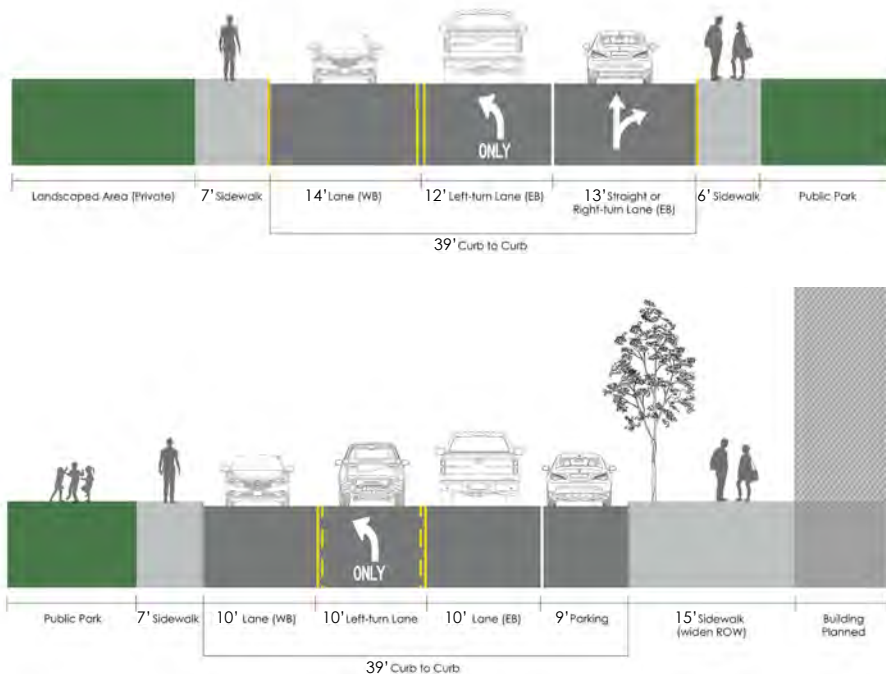 ONLY
Landscaped Area (Private)
7' Sidewalk
14' Lane (WB)
12' Left-turn Lane (EB)
13' Straight or
Right-turn Lane (EB)
6' Sidewalk
Public Park
39' Curb to Curb
ONLY
Public Park
7' Sidewalk
10' Lane (WB)
10' Left-turn Lane
10' Lane (EB)
9' Parking
15' Sidewalk
(widen ROW)
Building
Planned
39' Curb to Curb